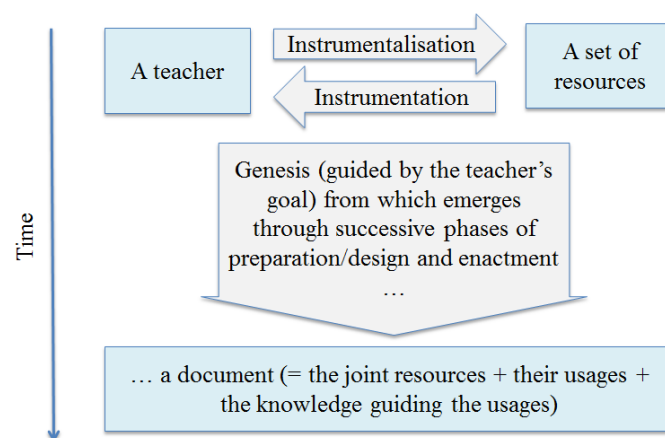 Instrumentalisation
A teacher
A set of
resources
Instrumentation
Genesis (guided by the teacher’s
goal) from which emerges
through successive phases of
preparation/design and enactment
…
Time
… a document (= the joint resources + their usages +
the knowledge guiding the usages)